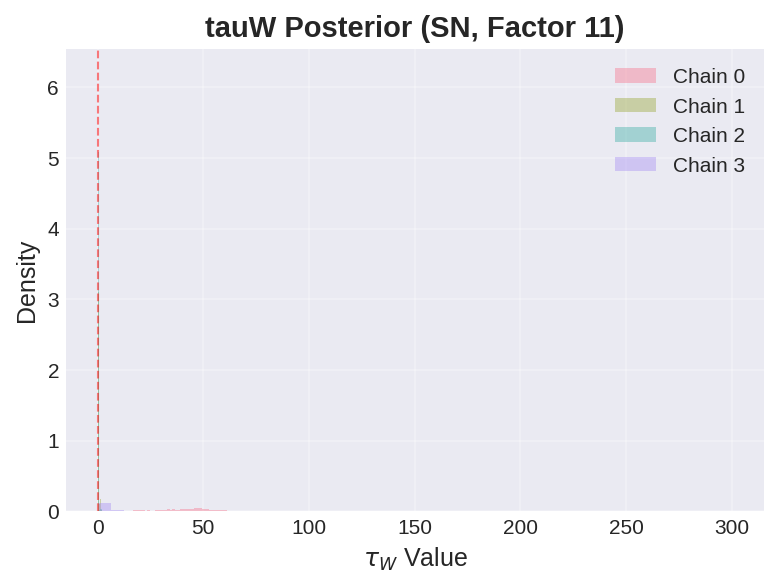 tauW Posterior (SN, Factor 11)
Chain 0
Chain 1
Chain 2
Chain 3
Density
6
5
4
3
2
1
0
0 50 100 150 200 250 300
τW Value